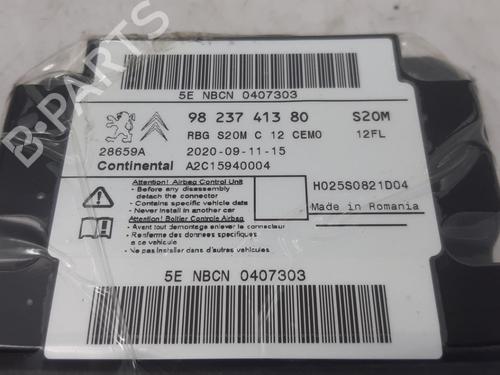 5E NBCN 0407303
98 237 413 80 S20M
RBG S20M C 12 CEMO 12FL
28659A 2020-09-11-15
Continental A2C15940004
Attention! Airbag Control Unit
- Before any disassembly
detach the connector
- Contains specific vehicle data
- Never install in another car
H025S0821D04
Made in Romania
Attention! Boîtier Contrôle Airbag
- Avant tout démontage enlever le connecteur
- Renferme des données spécifiques
à ce véhicule
- Ne pas installer dans d'autres véhicules
5E NBCN 0407303
B-PARTS